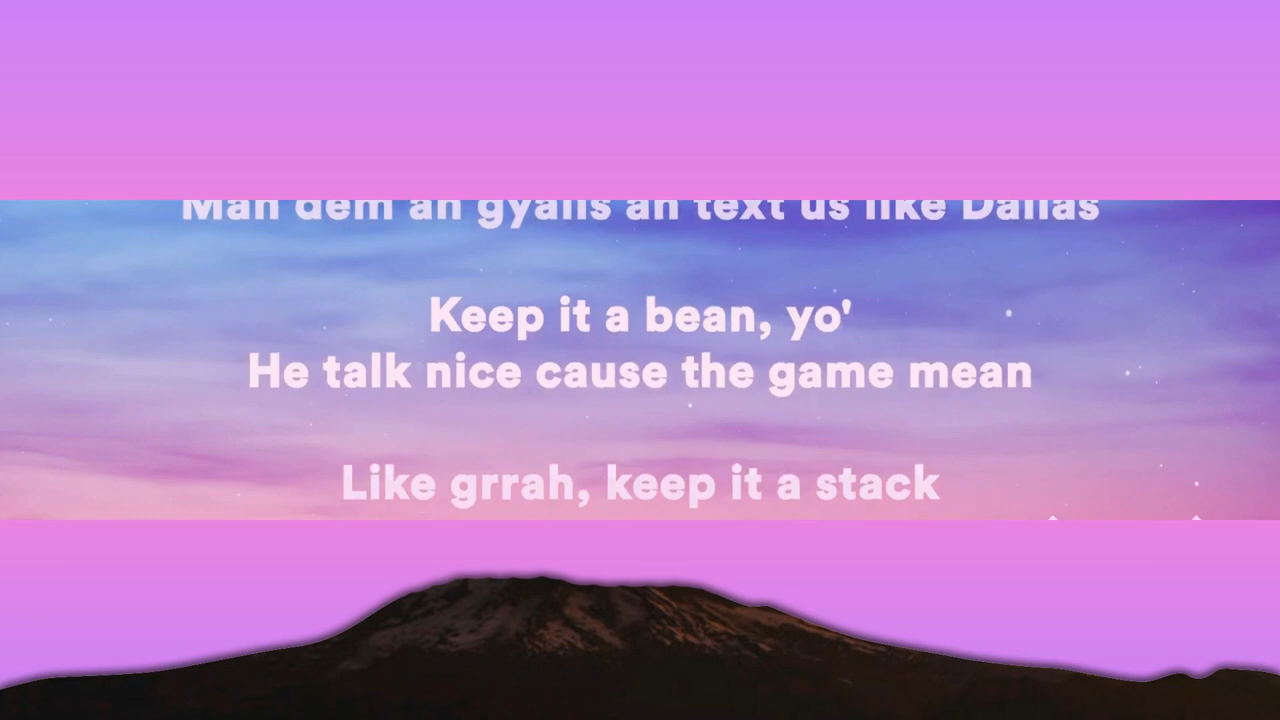 Man dem an an text us like Dallas
Keep it a bean, yo'
He talk nice cause the game mean
Like grrah, keep it a stack